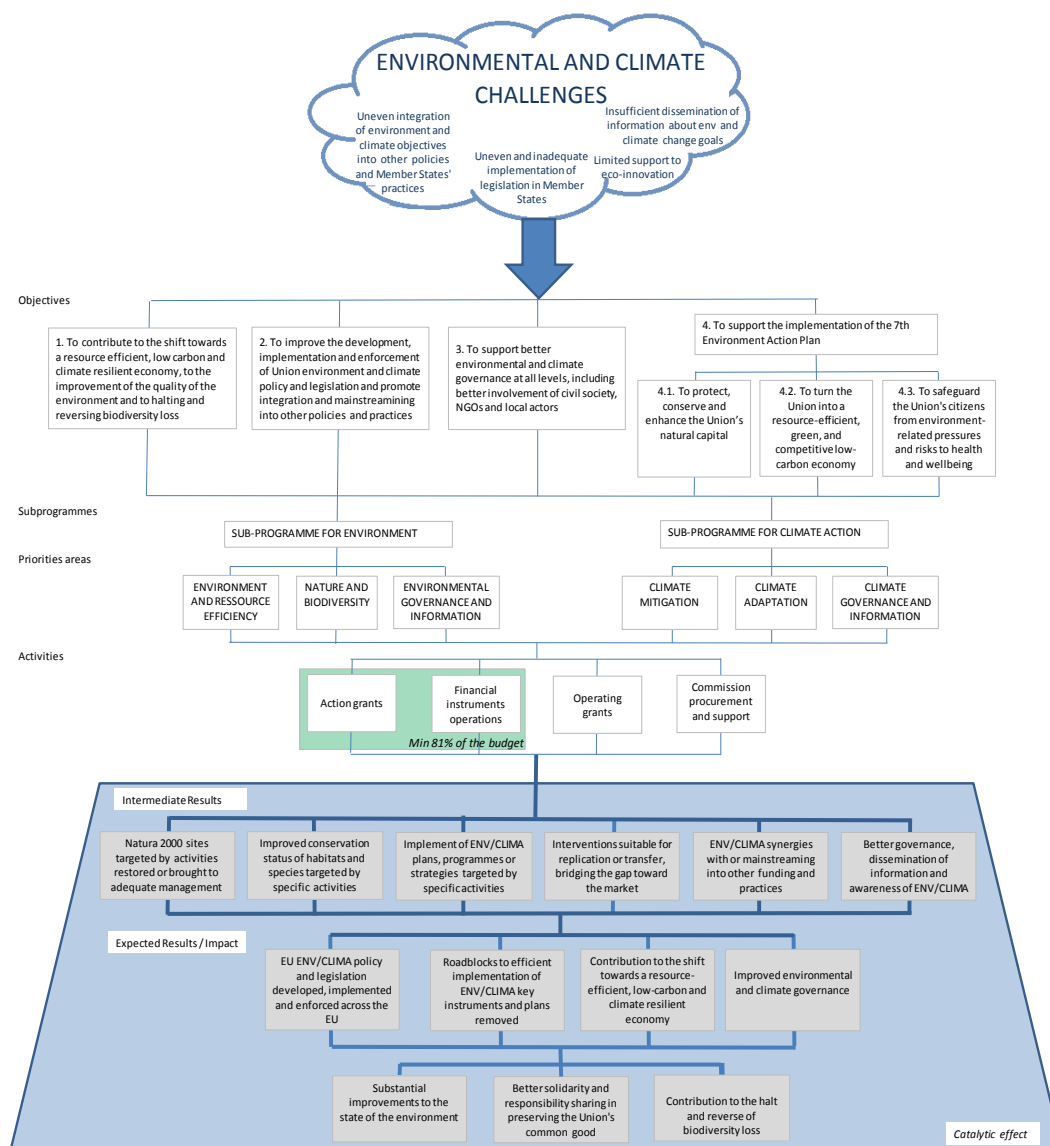 ENVIRONMENTAL AND CLIMATE
CHALLENGES
Uneven integration
of environment and
climate objectives
into other policies
and Member States'
practices
Uneven and inadequate
implementation of
legislation in Member
States
Insufficient dissemination of
information about env and
climate change goals
Limited support to
eco-innovation
Objectives
1. To contribute to the shift towards
a resource efficient, low carbon and
climate resilient economy, to the
improvement of the quality of the
environment and to halting and
reversing biodiversity loss
2. To improve the development,
implementation and enforcement
of Union environment and climate
policy and legislation and promote
integration and mainstreaming
into other policies and practices
3. To support better
environmental and climate
governance at all levels, including
better involvement of civil society,
NGOs and local actors
4. To support the implementation of the 7th
Environment Action Plan
4.1. To protect,
conserve and
enhance the Union's
natural capital
4.2. To turn the
Union into a
resource-efficient,
green, and
competitive low-
carbon economy
4.3. To safeguard
the Union's citizens
from environment-
related pressures
and risks to health
and wellbeing
Subprogrammes
SUB-PROGRAMME FOR ENVIRONMENT
SUB-PROGRAMME FOR CLIMATE ACTION
Priorities areas
ENVIRONMENT
AND RESSOURCE
EFFICIENCY
NATURE AND
BIODIVERSITY
ENVIRONMENTAL
GOVERNANCE AND
INFORMATION
CLIMATE
MITIGATION
CLIMATE
ADAPTATION
CLIMATE
GOVERNANCE AND
INFORMATION
Activities
Action grants
Financial
instruments
operations
Min 81% of the budget
Operating
grants
Commission
procurement
and support
Intermediate Results
Natura 2000 sites
targeted by activities
restored or brought to
adequate management
Improved conservation
status of habitats and
species targeted by
specific activities
Implement of ENV/CLIMA
plans, programmes or
strategies targeted by
specific activities
Interventions suitable for
replication or transfer,
bridging the gap toward
the market
ENV/CLIMA synergies
with or mainstreaming
into other funding and
practices
Better governance,
dissemination of
information and
awareness of ENV/CLIMA
Expected Results / Impact
EU ENV/CLIMA policy
and legislation
developed, implemented
and enforced across the
EU
Roadblocks to efficient
implementation of
ENV/CLIMA key
instruments and plans
removed
Contribution to the shift
towards a resource-
efficient, low-carbon and
climate resilient
economy
Improved environmental
and climate governance
Substantial
improvements to the
state of the environment
Better solidarity and
responsibility sharing in
preserving the Union's
common good
Contribution to the halt
and reverse of
biodiversity loss
Catalytic effect